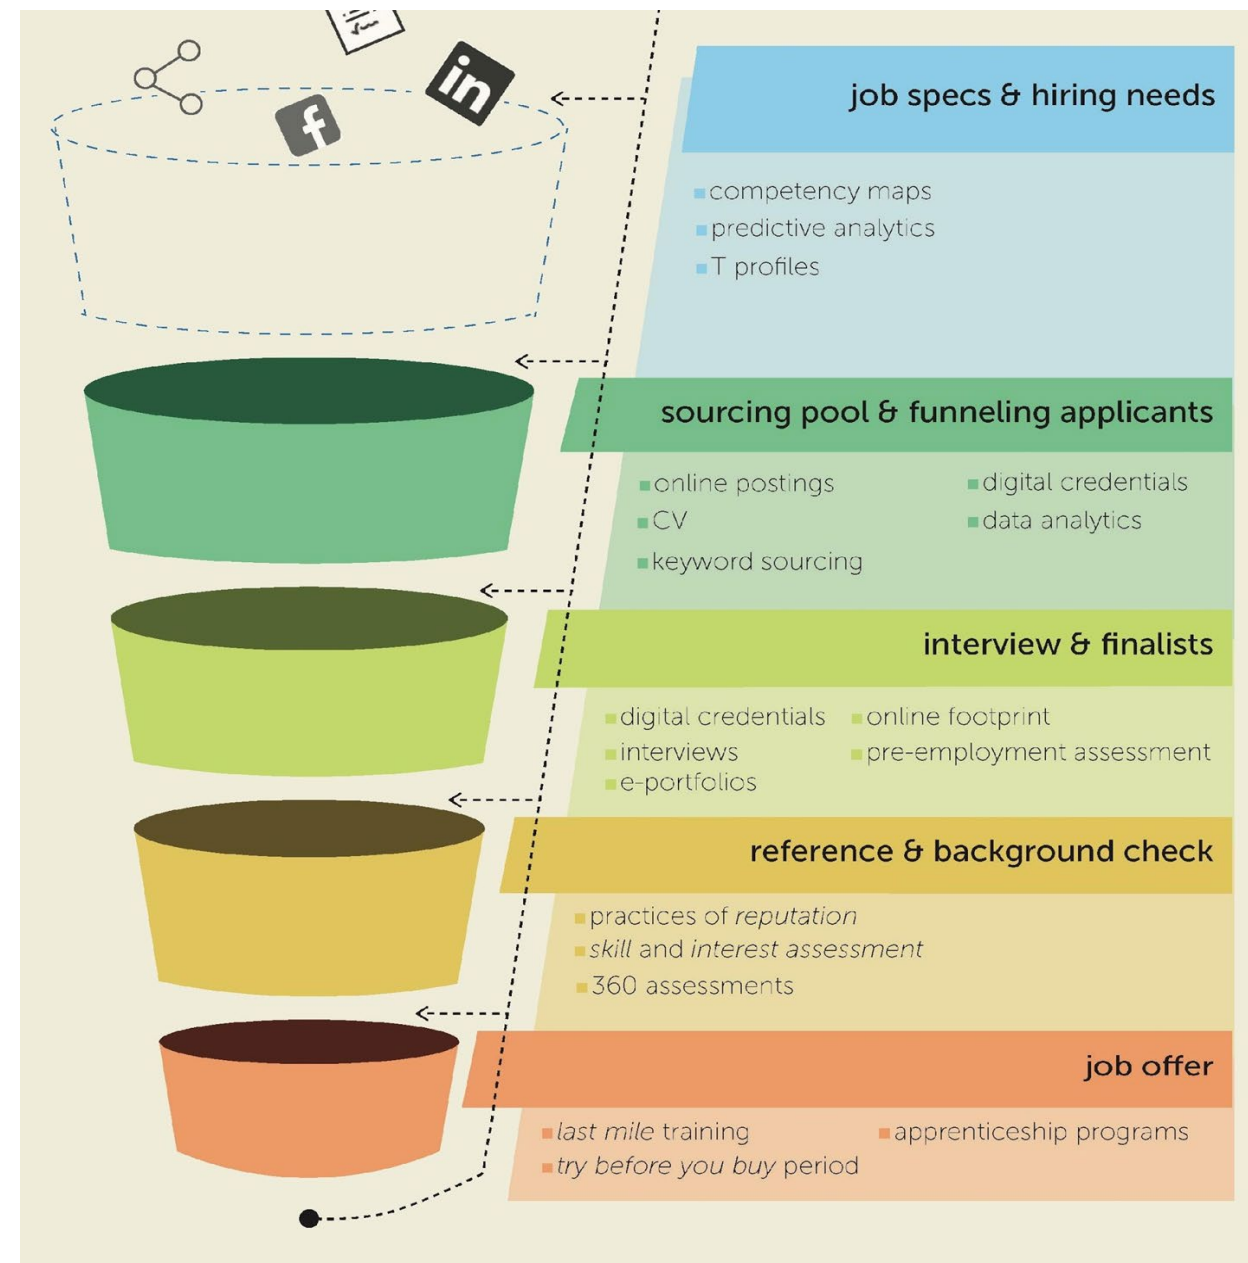 in
f
job specs & hiring needs
competency maps
predictive analytics
T profiles
sourcing pool & funneling applicants
online postings
CV
keyword sourcing
digital credentials
data analytics
interview & finalists
digital credentials
interviews
e-portfolios
online footprint
pre-employment assessment
reference & background check
practices of reputation
skill and interest assessment
360 assessments
job offer
last mile training
try before you buy period
apprenticeship programs